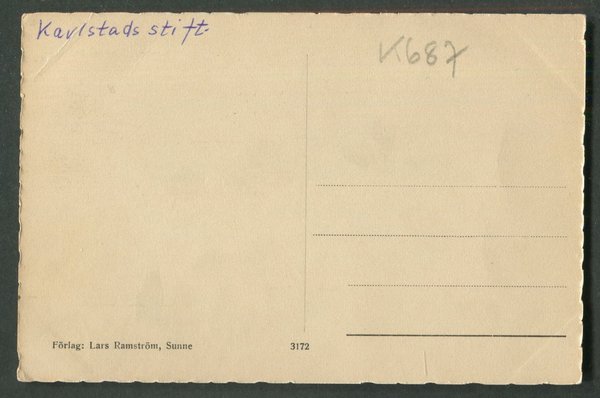 Karlstads stift.
K687
Förlag: Lars Ramström, Sunne
3172